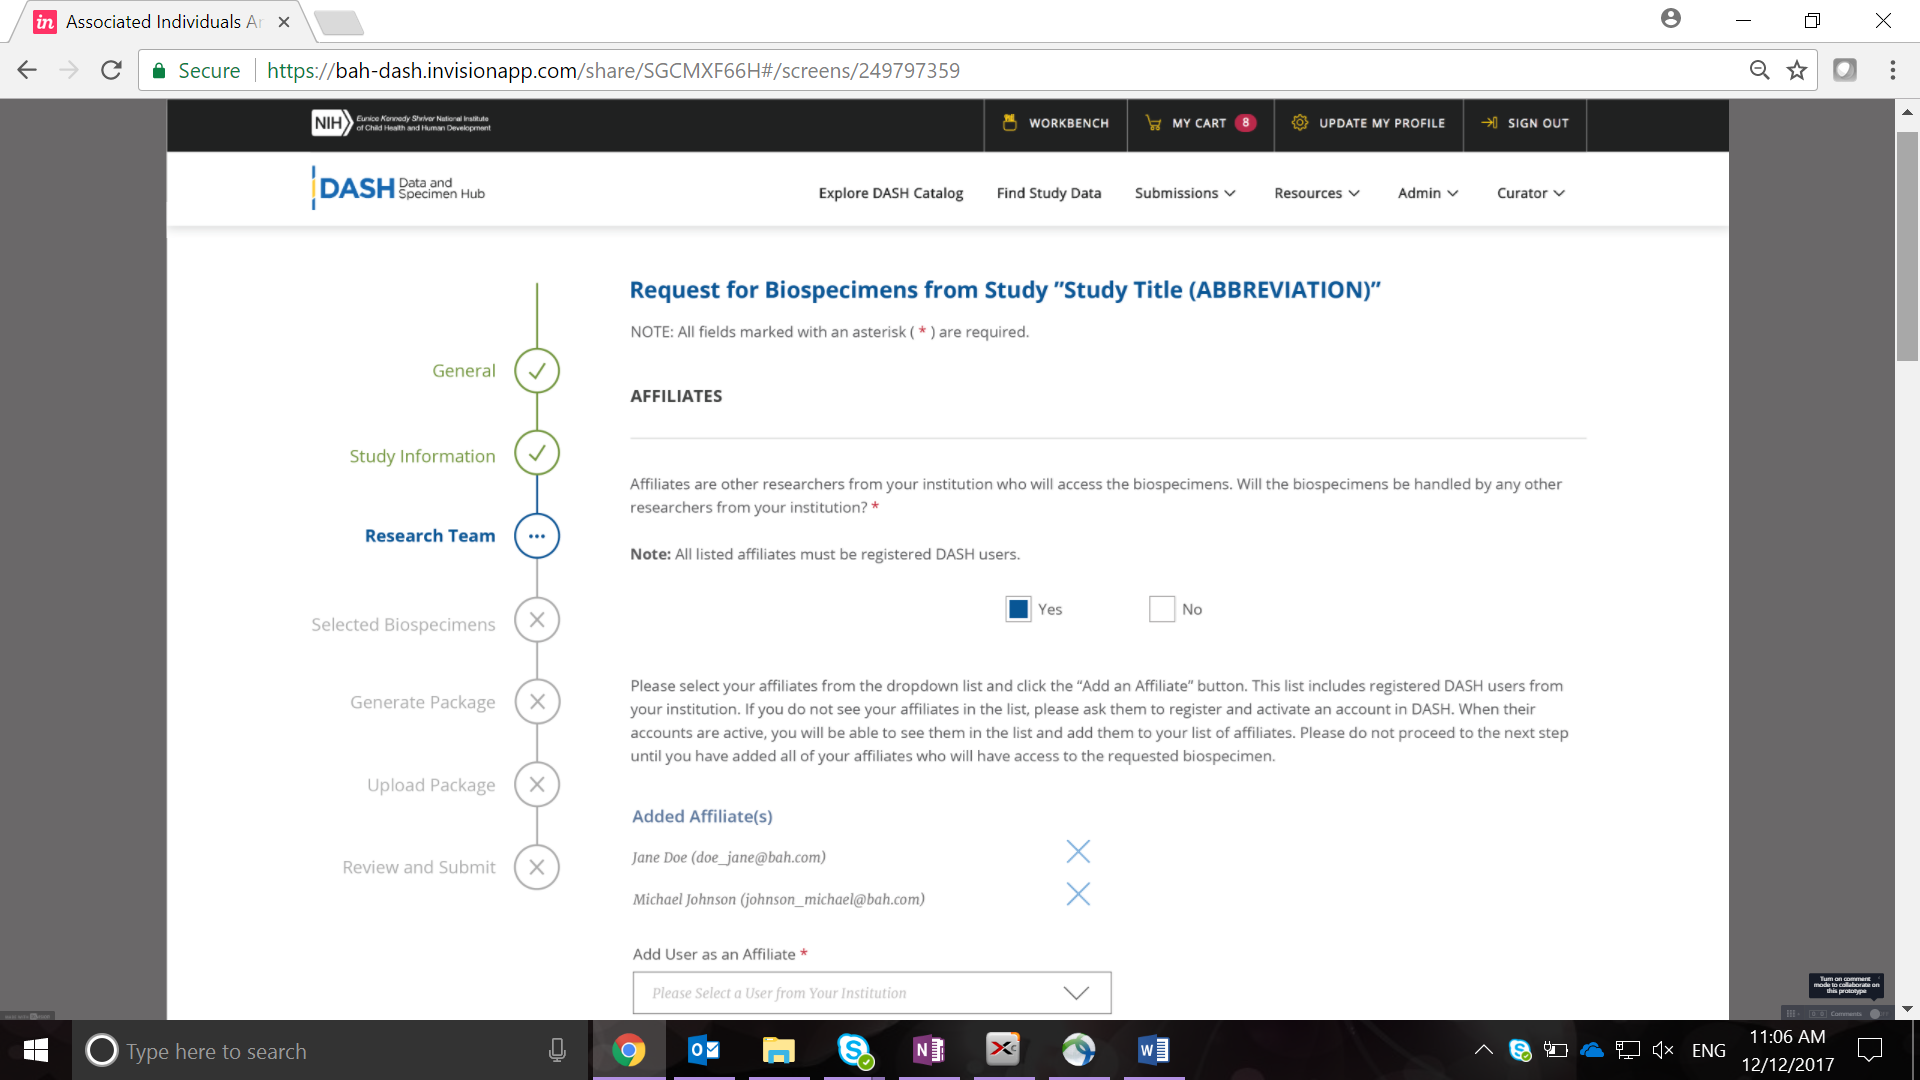 in Associated Individuals Ar
Secure https://bah-dash.invisionapp.com/share/SGCMXF66H#/screens/249797359
NIH Eunice Kennedy Shriver National Institute
of Child Health and Human Development
WORKBENCH
MY CART 8
UPDATE MY PROFILE
SIGN OUT
DASH Data and
Specimen Hub
Explore DASH Catalog
Find Study Data
Submissions
Resources
Admin
Curator
General
Study Information
Research Team
Selected Biospecimens
Generate Package
Upload Package
Review and Submit
Request for Biospecimens from Study ”Study Title (ABBREVIATION)”
NOTE: All fields marked with an asterisk ( * ) are required.
AFFILIATES
Affiliates are other researchers from your institution who will access the biospecimens. Will the biospecimens be handled by any other
researchers from your institution? *
Note: All listed affiliates must be registered DASH users.
Yes
No
Please select your affiliates from the dropdown list and click the “Add an Affiliate” button. This list includes registered DASH users from
your institution. If you do not see your affiliates in the list, please ask them to register and activate an account in DASH. When their
accounts are active, you will be able to see them in the list and add them to your list of affiliates. Please do not proceed to the next step
until you have added all of your affiliates who will have access to the requested biospecimen.
Added Affiliate(s)
Jane Doe (doe_jane@bah.com)
Michael Johnson (johnson_michael@bah.com)
Add User as an Affiliate *
Please Select a User from Your Institution
Turn on comment
mode to collaborate on
this prototype
Comments
Type here to search
ENG
11:06 AM
12/12/2017